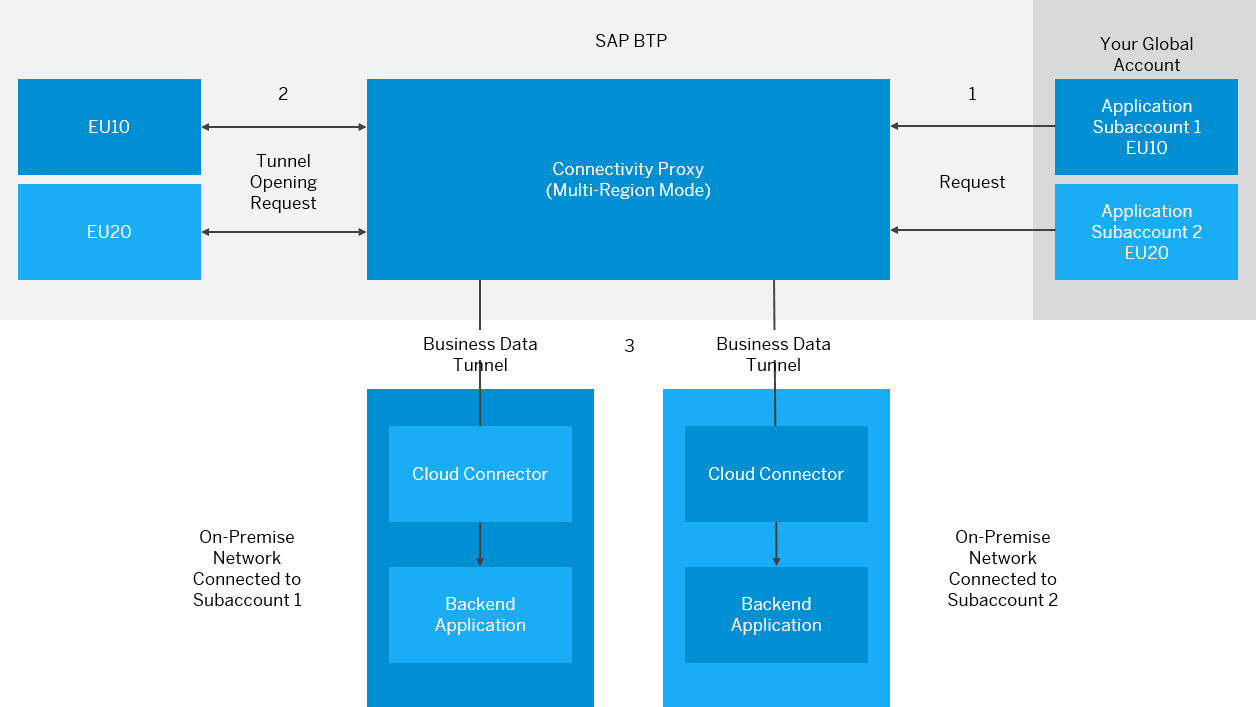 SAP BTP
Your Global
Account
EU10
2
Tunnel
Opening
Request
EU20
Connectivity Proxy
(Multi-Region Mode)
1
Request
Application
Subaccount 1
EU10
Application
Subaccount 2
EU20
Business Data
Tunnel
3
Business Data
Tunnel
Cloud Connector
Cloud Connector
On-Premise
Network
Connected to
Subaccount 1
Backend
Application
Backend
Application
On-Premise
Network
Connected to
Subaccount 2